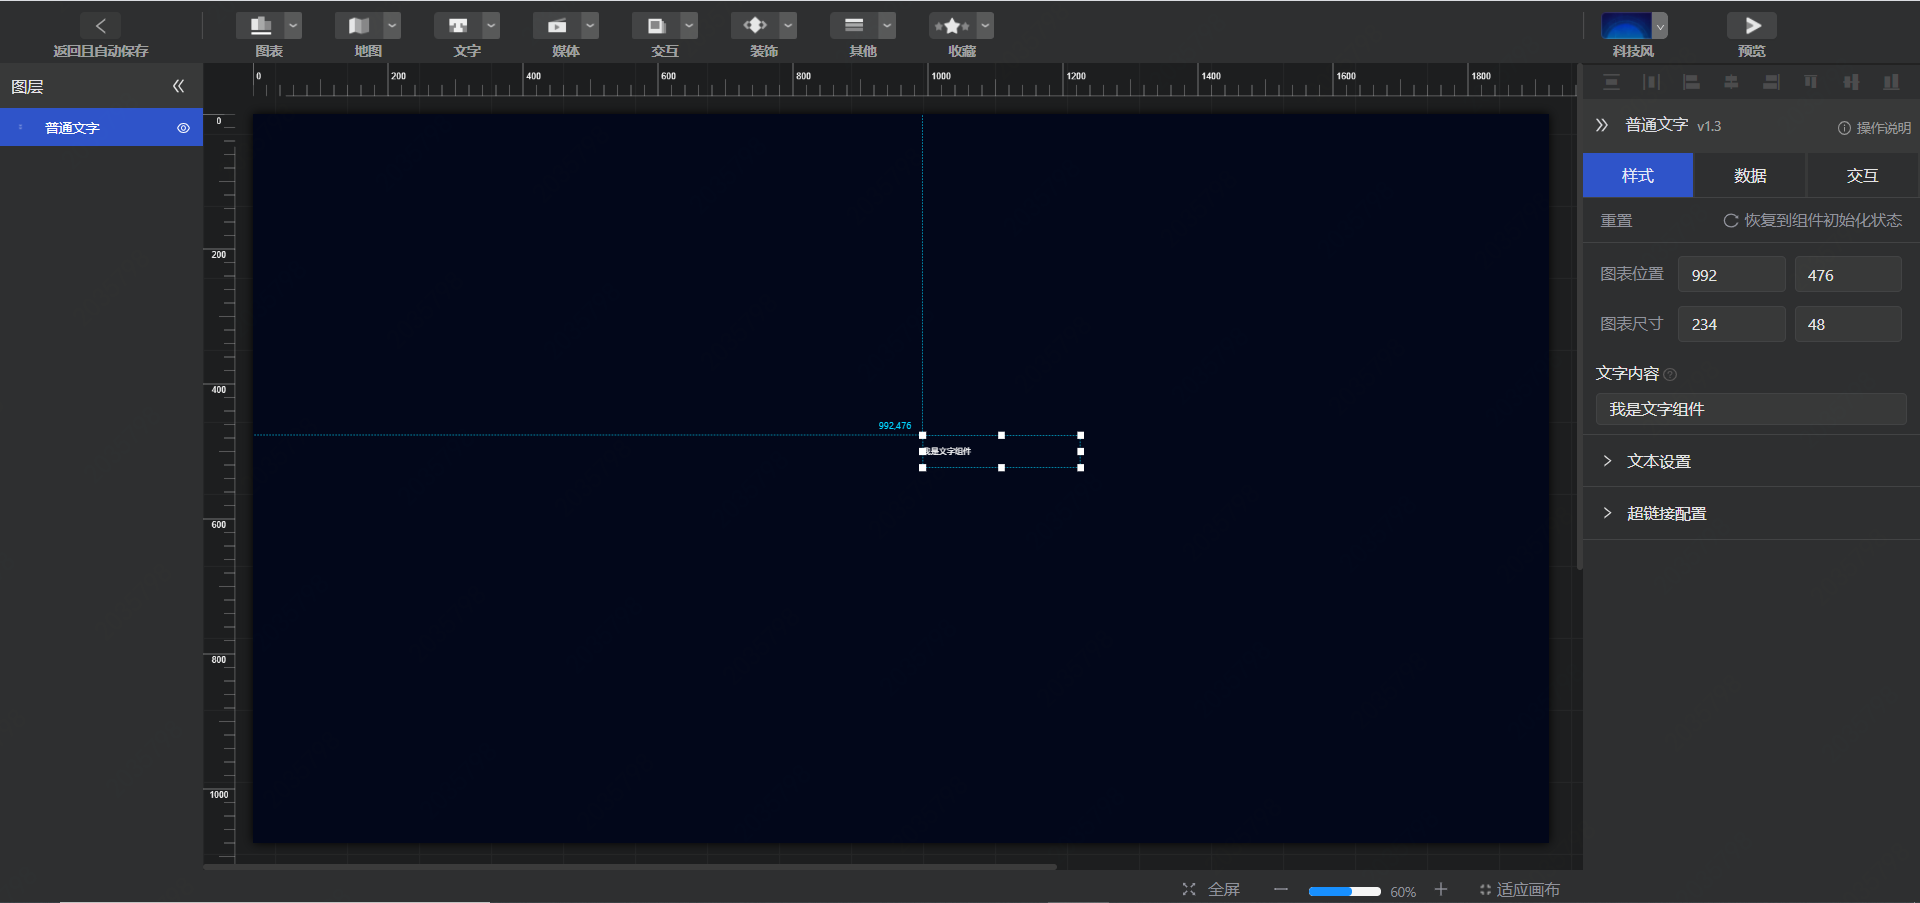 返回且自动保存
图表
地图
文字
媒体
交互
装饰
其他
收藏
科技风
预览
图层
普通文字
0
200
400
600
800
1000
1200
1400
1600
1800
0
200
400
600
800
1000
992,476
我是文字组件
普通文字 v1.3
操作说明
样式
数据
交互
重置
恢复到组件初始化状态
图表位置
992
476
图表尺寸
234
48
文字内容
我是文字组件
文本设置
超链接配置
全屏
60%
适应画布